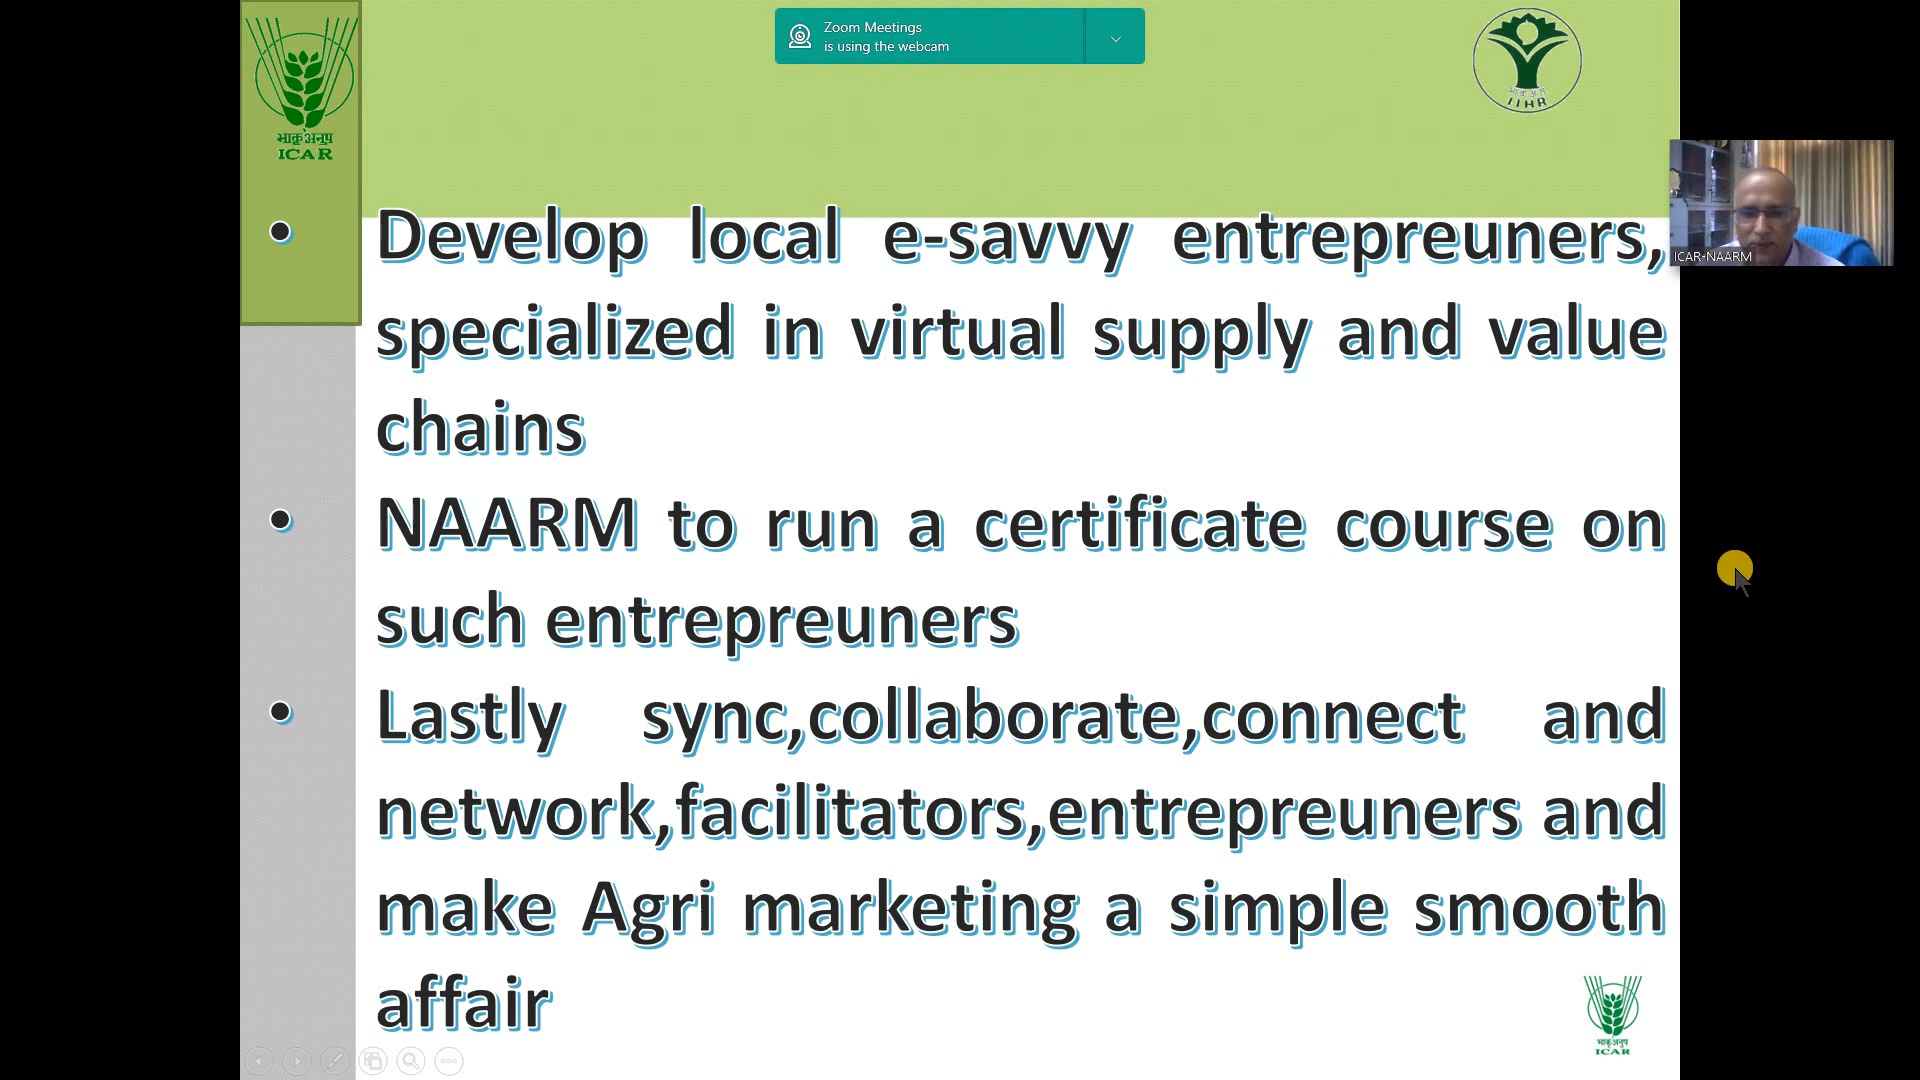 Zoom Meetings
is using the webcam
भाकृअनुप
ICAR
IIHR
ICAR-NAARM
• Develop local e-savvy entrepreuners,
specialized in virtual supply and value
chains
• NAARM to run a certificate course on
such entrepreuners
• Lastly sync,collaborate,connect and
network,facilitators,entrepreuners and
make Agri marketing a simple smooth
affair
भाकृअनुप
ICAR